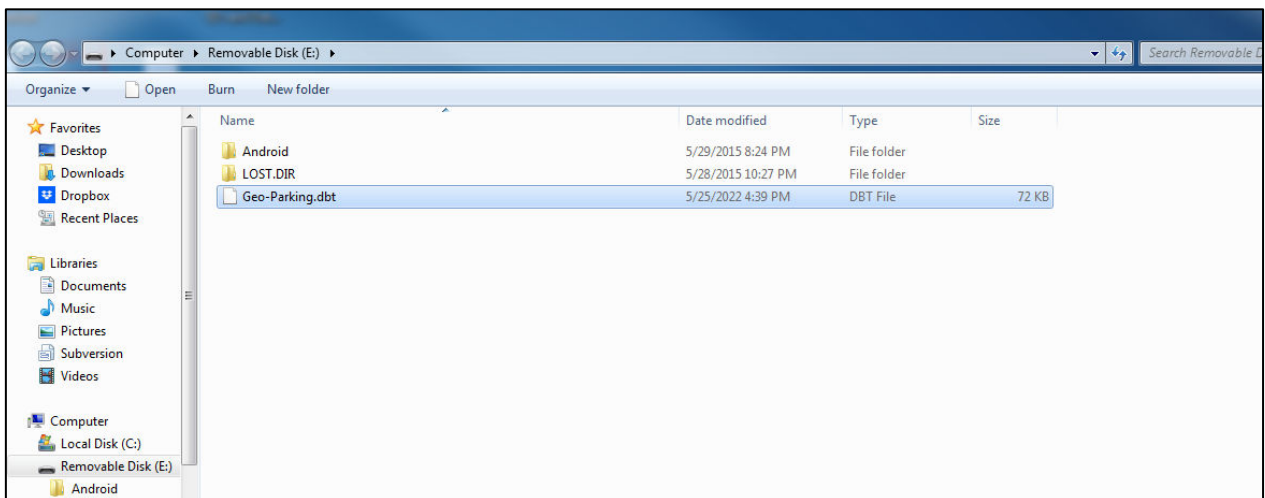 Computer ▸ Removable Disk (E:) ▸
Search Removable D
Organize ▾ Open Burn New folder
Name Date modified Type Size
Favorites
Desktop
Downloads
Dropbox
Recent Places
Libraries
Documents
Music
Pictures
Subversion
Videos
Computer
Local Disk (C:)
Removable Disk (E:)
Android
Android 5/29/2015 8:24 PM File folder
LOST.DIR 5/28/2015 10:27 PM File folder
Geo-Parking.dbt 5/25/2022 4:39 PM DBT File 72 KB